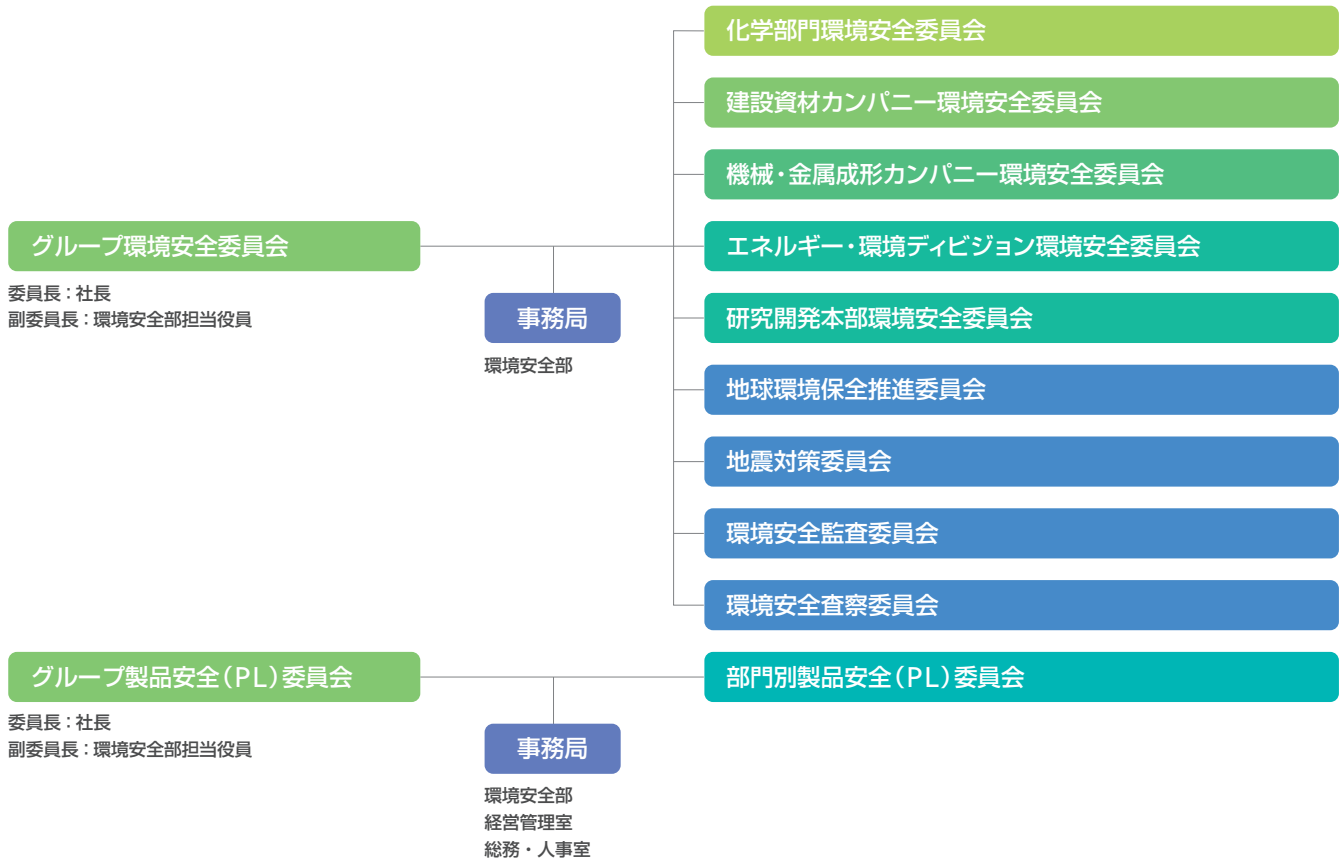 化学部門環境安全委員会
建設資材カンパニー環境安全委員会
機械・金属成形カンパニー環境安全委員会
グループ環境安全委員会
エネルギー・環境ディビジョン環境安全委員会
委員長：社長
副委員長：環境安全部担当役員
事務局
環境安全部
研究開発本部環境安全委員会
地球環境保全推進委員会
地震対策委員会
環境安全監査委員会
環境安全査察委員会
グループ製品安全（PL）委員会
部門別製品安全（PL）委員会
委員長：社長
副委員長：環境安全部担当役員
事務局
環境安全部
経営管理室
総務・人事室